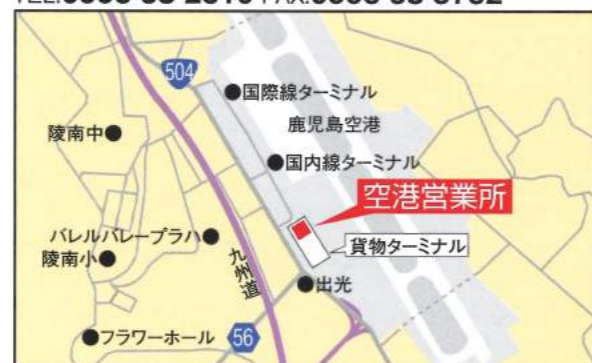 504
●国際線ターミナル
鹿児島空港
陵南中●
●国内線ターミナル
空港営業所
バレルバレープラハ●
貨物ターミナル
陵南小●
九州道
●出光
●フラワーホール
56